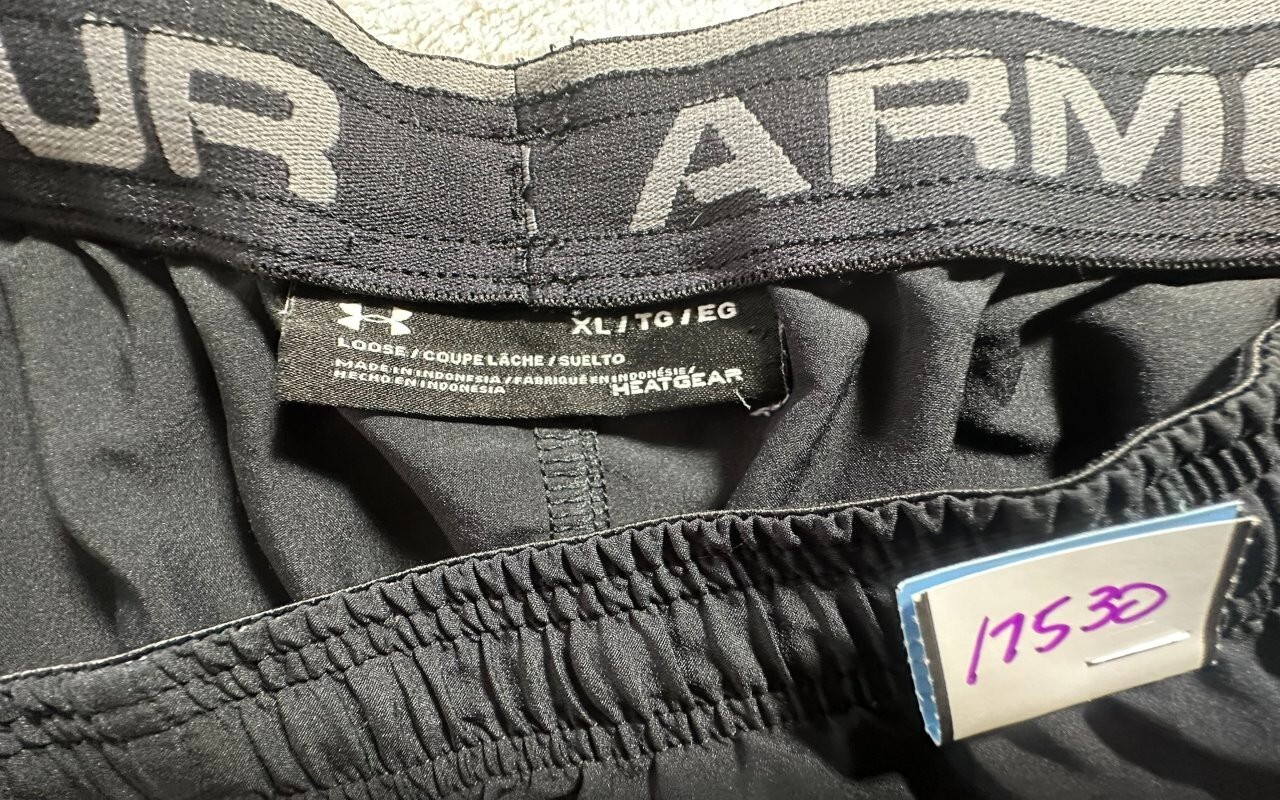 UR ARMO
XL / TG / EG
LOOSE / COUPE LÂCHE / SUELTO
MADE IN INDONESIA / FABRIQUÉ EN INDONÉSIE /
HECHO EN INDONESIA
HEATGEAR
17530